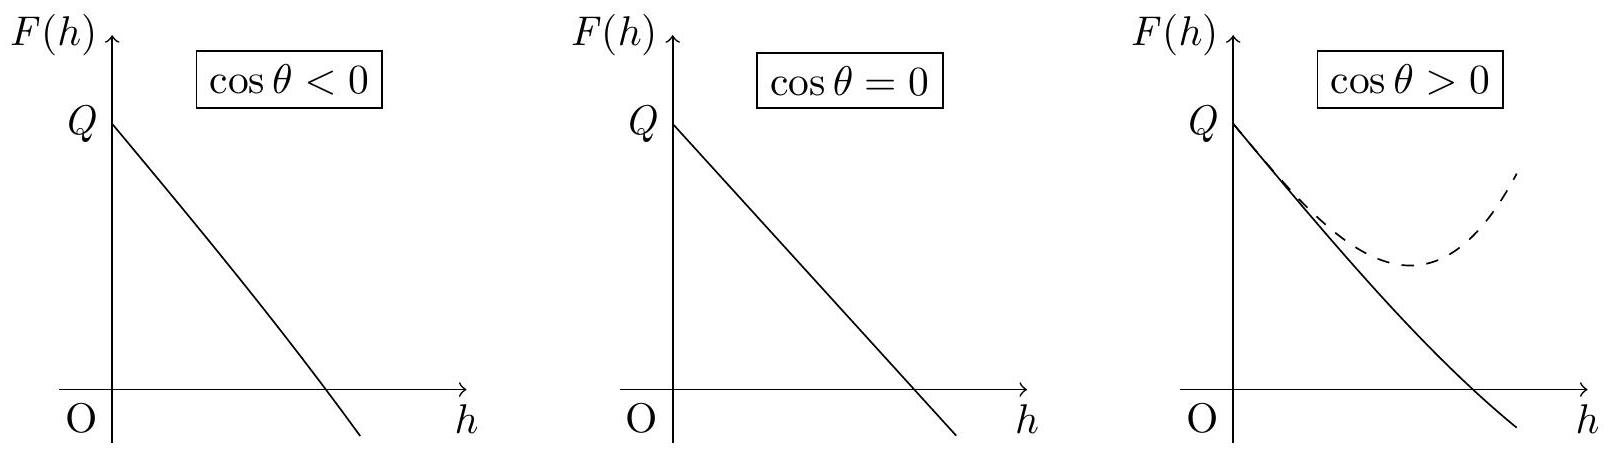 F(h)
cos θ < 0
Q
O
h
F(h)
cos θ = 0
Q
O
h
F(h)
cos θ > 0
Q
O
h